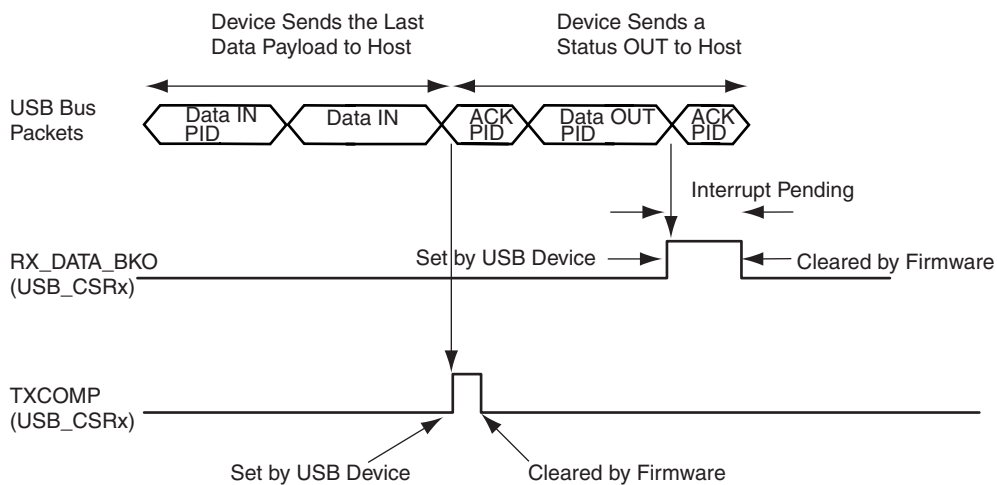 Device Sends the Last
Data Payload to Host
Device Sends a
Status OUT to Host
USB Bus
Packets
Data IN
PID
Data IN
ACK
PID
Data OUT
PID
ACK
PID
Interrupt Pending
RX_DATA_BKO
(USB_CSRx)
Set by USB Device
Cleared by Firmware
TXCOMP
(USB_CSRx)
Set by USB Device
Cleared by Firmware